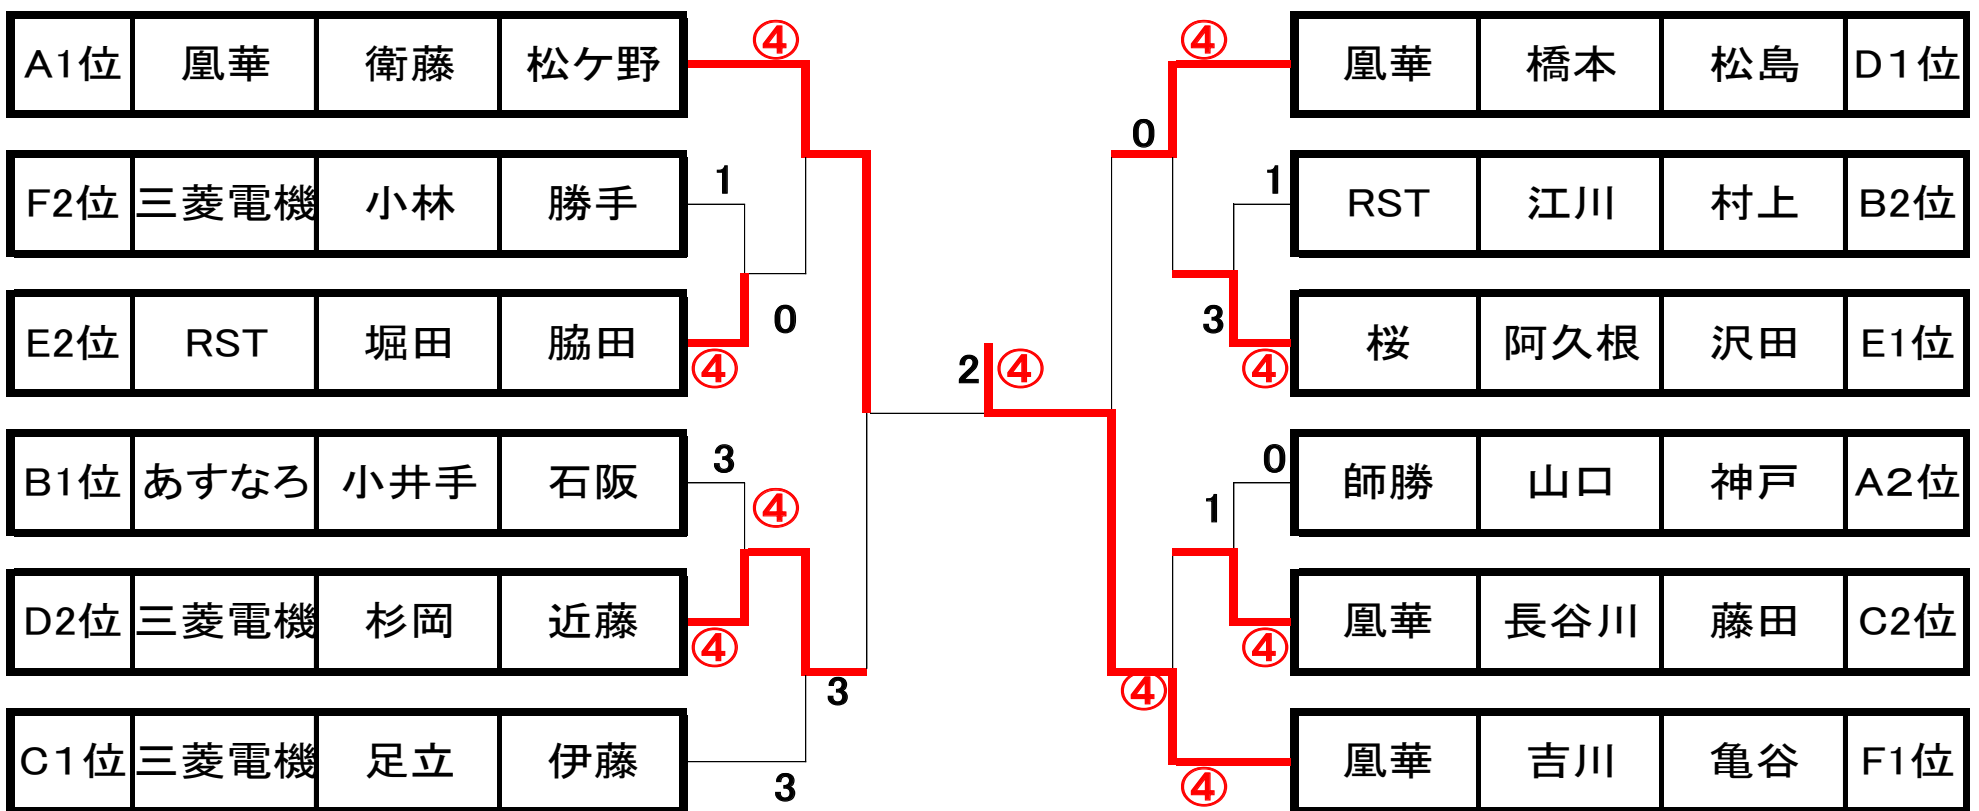 ④ ④
A1位 凰華 衛藤 松ケ野 凰華 橋本 松島 D1位
0
1 1
F2位 三菱電機 小林 勝手 RST 江川 村上 B2位
0 3
E2位 RST 堀田 脇田 桜 阿久根 沢田 E1位
④ 2 ④ ④
3 0
B1位 あすなろ 小井手 石阪 師勝 山口 神戸 A2位
④ 1
D2位 三菱電機 杉岡 近藤 凰華 長谷川 藤田 C2位
④ ④
3 ④
C1位 三菱電機 足立 伊藤 凰華 吉川 亀谷 F1位
3 ④